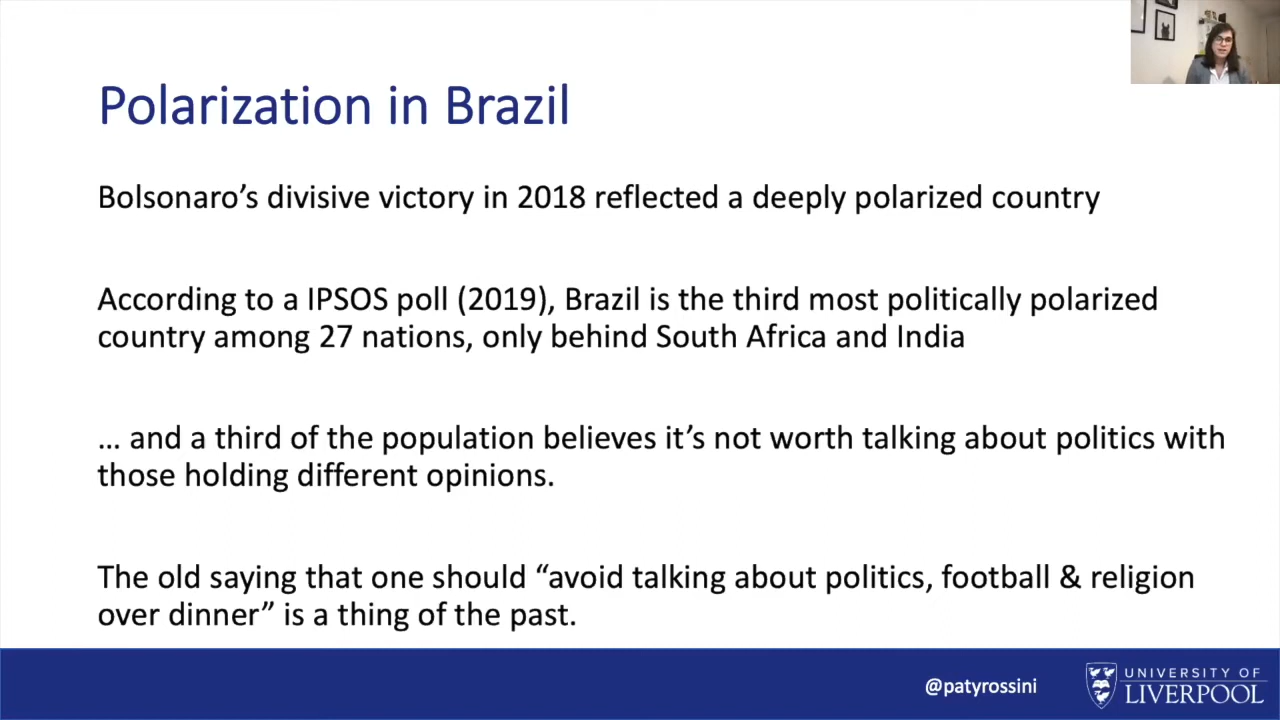 Polarization in Brazil
Bolsonaro’s divisive victory in 2018 reflected a deeply polarized country
According to a IPSOS poll (2019), Brazil is the third most politically polarized
country among 27 nations, only behind South Africa and India
… and a third of the population believes it’s not worth talking about politics with
those holding different opinions.
The old saying that one should “avoid talking about politics, football & religion
over dinner” is a thing of the past.
@patyrossini
UNIVERSITY OF
LIVERPOOL